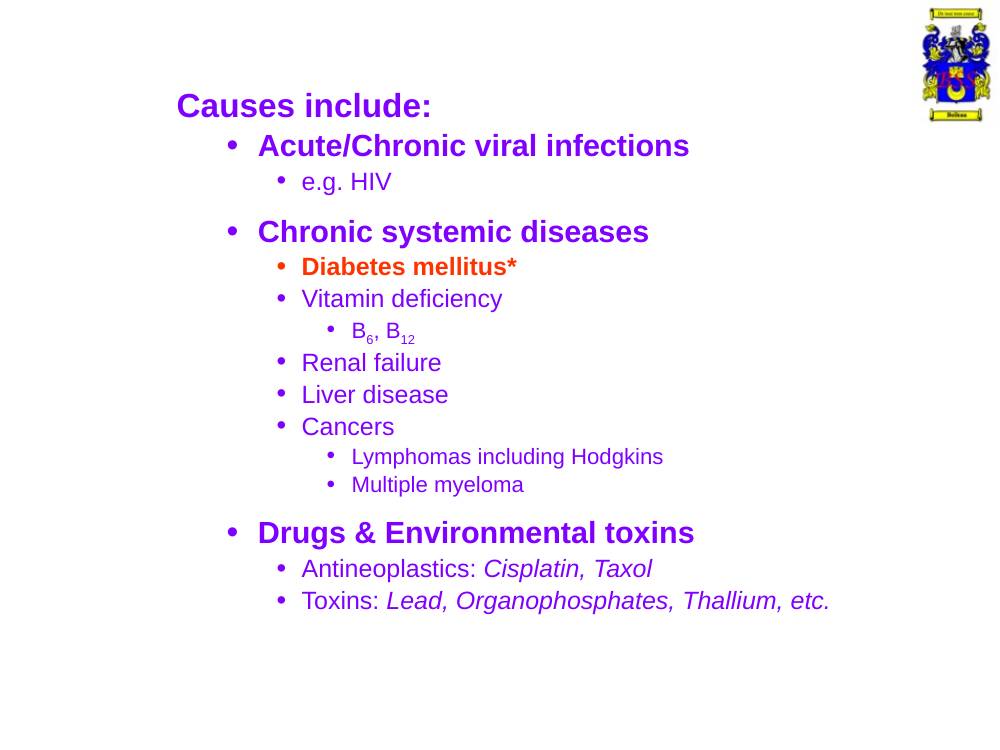 Causes include:
• Acute/Chronic viral infections
• e.g. HIV
• Chronic systemic diseases
• Diabetes mellitus*
• Vitamin deficiency
• B6, B12
• Renal failure
• Liver disease
• Cancers
• Lymphomas including Hodgkins
• Multiple myeloma
• Drugs & Environmental toxins
• Antineoplastics: Cisplatin, Taxol
• Toxins: Lead, Organophosphates, Thallium, etc.